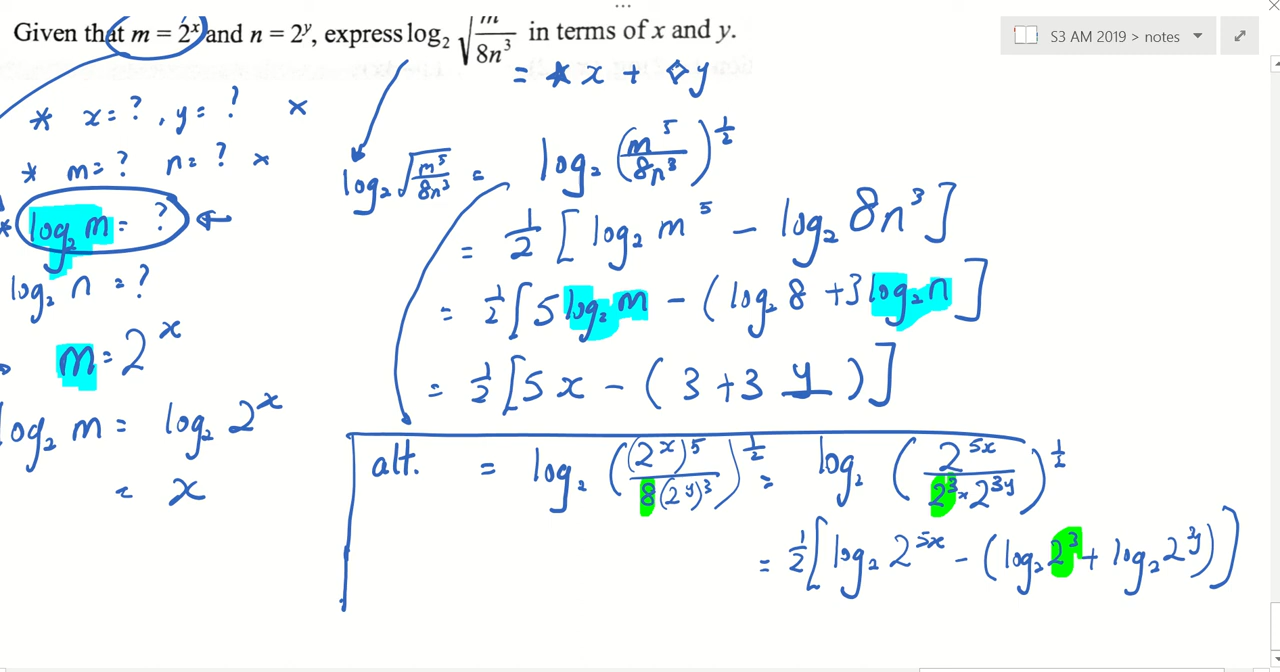 Given that m = 2^x and n = 2^y, express log₂ √(m/8n³) in terms of x and y.
S3 AM 2019 > notes
= ☆ x + ◇ y
* x = ? , y = ? ×
* m = ? n = ? ×
* log₂ m = ? ←
log₂ n = ?
m = 2^x
log₂ m = log₂ 2^x
= x
log₂ √(m⁵/8n³) = log₂ (m⁵/8n³)^½
= ½ [ log₂ m⁵ − log₂ 8n³ ]
= ½ [ 5 log₂ m − ( log₂ 8 + 3 log₂ n ]
= ½ [ 5x − ( 3 + 3 y ) ]
alt. = log₂ ( (2^x)⁵ / 8(2^y)³ )^½ = log₂ ( 2^5x / 2³ × 2^3y )^½
= ½ [ log₂ 2^5x − ( log₂ 2³ + log₂ 2^3y ) ]